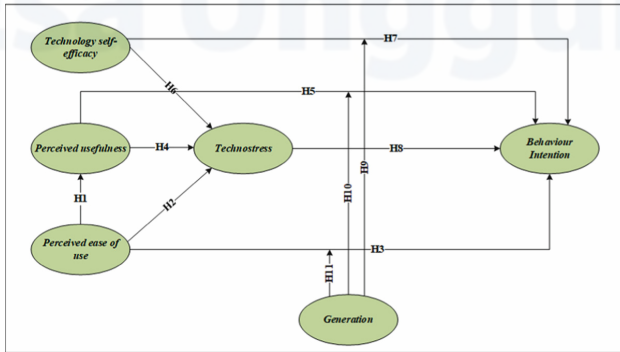 Technology self-
efficacy
H7
H6
H5
Perceived usefulness
H4
Technostress
H8
Behaviour
Intention
H9
H10
H1
H2
Perceived ease of
use
H3
H11
Generation